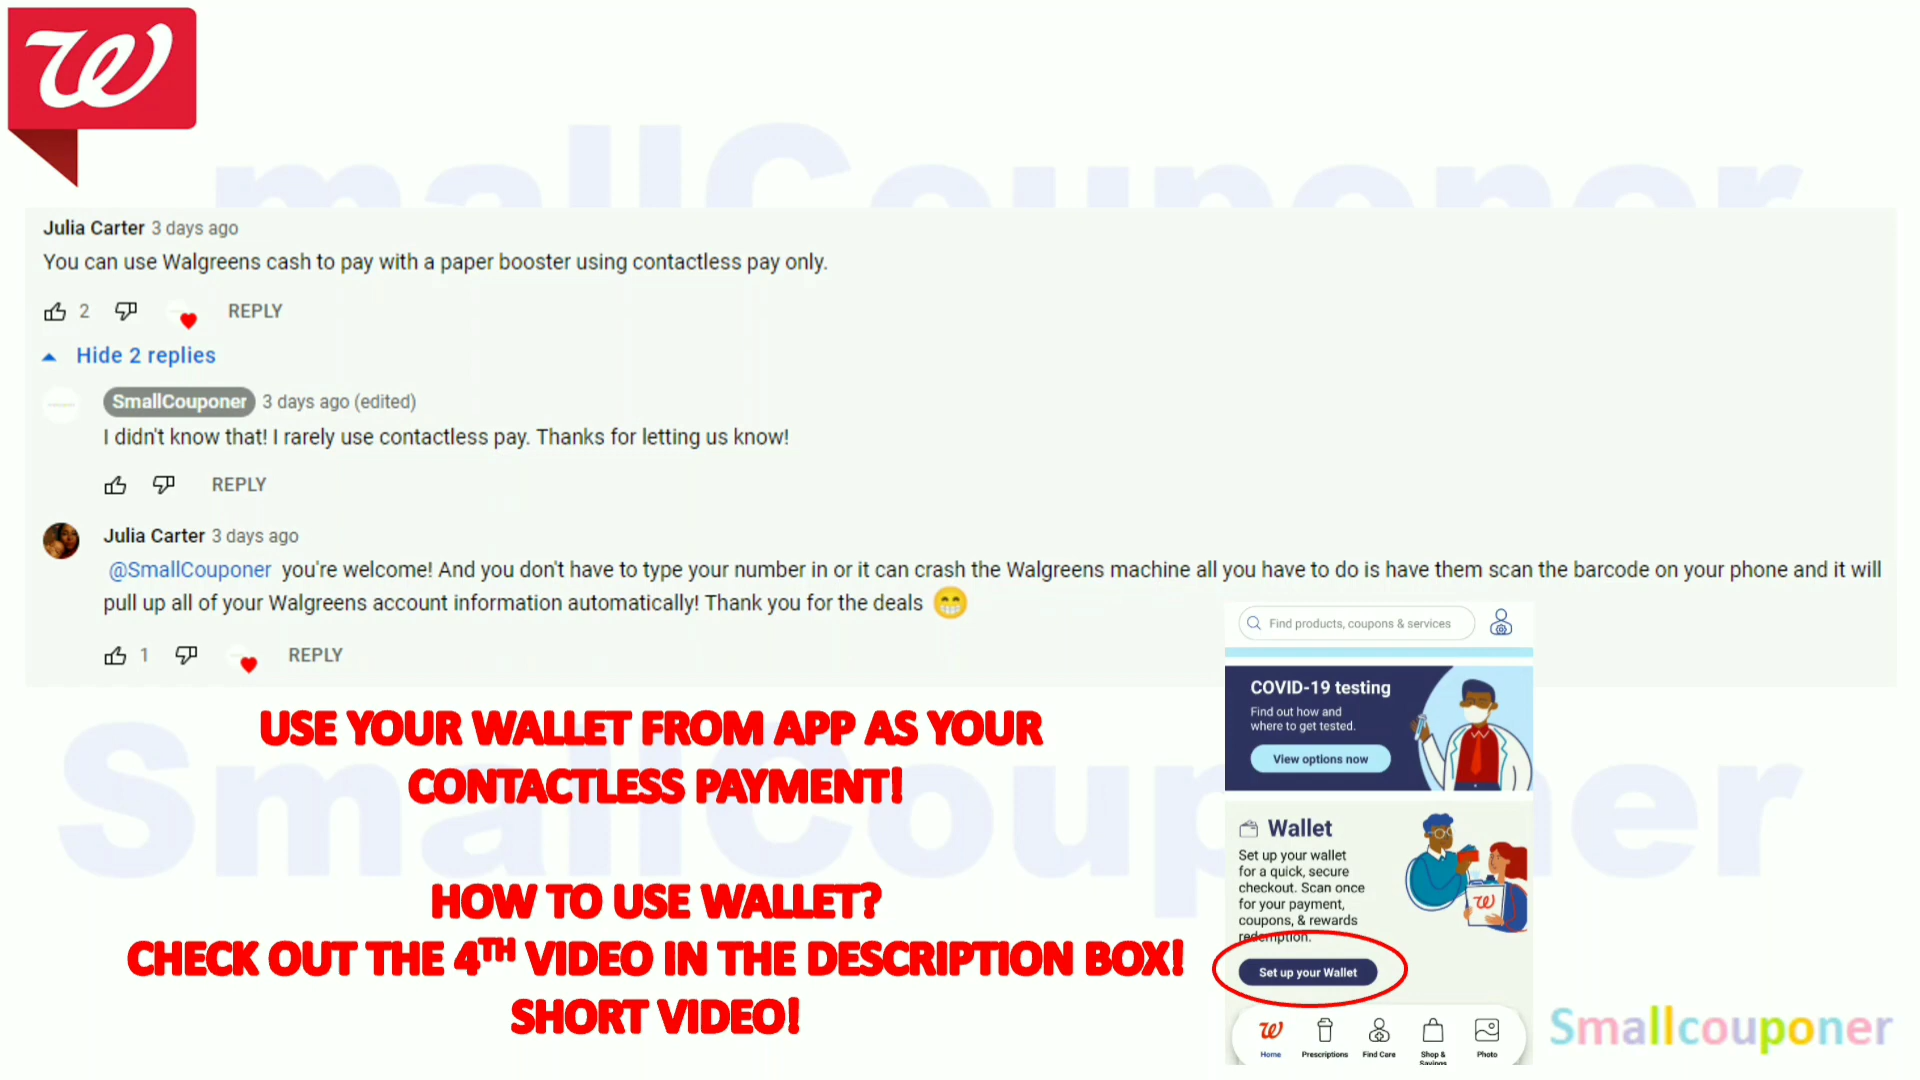 W
mallCouponer
Julia Carter 3 days ago
You can use Walgreens cash to pay with a paper booster using contactless pay only.
2 REPLY
Hide 2 replies
SmallCouponer 3 days ago (edited)
I didn't know that! I rarely use contactless pay. Thanks for letting us know!
REPLY
Julia Carter 3 days ago
@SmallCouponer you're welcome! And you don't have to type your number in or it can crash the Walgreens machine all you have to do is have them scan the barcode on your phone and it will
pull up all of your Walgreens account information automatically! Thank you for the deals 😁
1 REPLY
SmallCouponer
USE YOUR WALLET FROM APP AS YOUR
CONTACTLESS PAYMENT!
HOW TO USE WALLET?
CHECK OUT THE 4TH VIDEO IN THE DESCRIPTION BOX!
SHORT VIDEO!
Find products, coupons & services
COVID-19 testing
Find out how and
where to get tested.
View options now
Wallet
Set up your wallet
for a quick, secure
checkout. Scan once
for your payment,
coupons, & rewards
redemption.
W
Set up your Wallet
W
Home Prescriptions Find Care Shop & Savings Photo
Smallcouponer